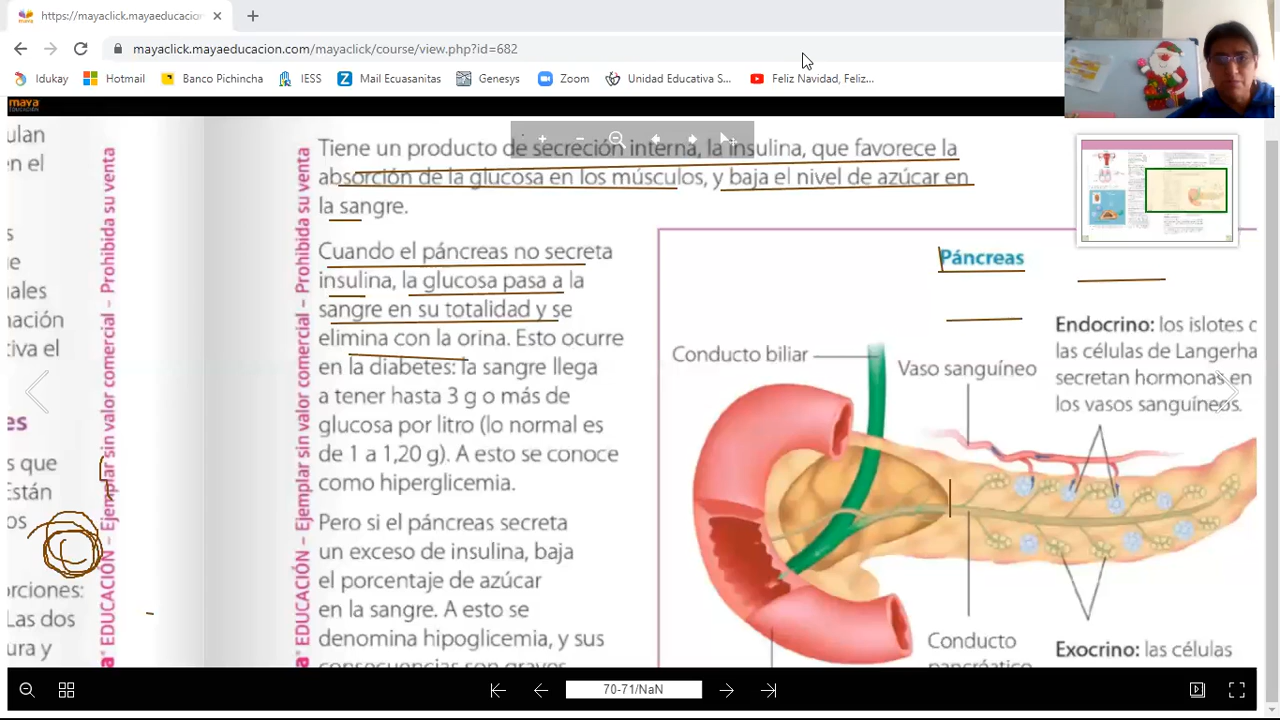 https://mayaclick.mayaeducacion
mayaclick.mayaeducacion.com/mayaclick/course/view.php?id=682
Idukay
Hotmail
Banco Pichincha
IESS
Mail Ecuasanitas
Genesys
Zoom
Unidad Educativa S...
Feliz Navidad, Feliz...
maya
EDUCACIÓN
ulan
en el
s
e
uales
nación
tiva el
es
s que
Están
os
orciones:
Las dos
ura y
EDUCACIÓN – Ejemplar sin valor comercial – Prohibida su venta
EDUCACIÓN – Ejemplar sin valor comercial – Prohibida su venta
Tiene un producto de secreción interna, la insulina, que favorece la
absorción de la glucosa en los músculos, y baja el nivel de azúcar en
la sangre.
Cuando el páncreas no secreta
insulina, la glucosa pasa a la
sangre en su totalidad y se
elimina con la orina. Esto ocurre
en la diabetes: la sangre llega
a tener hasta 3 g o más de
glucosa por litro (lo normal es
de 1 a 1,20 g). A esto se conoce
como hiperglicemia.
Pero si el páncreas secreta
un exceso de insulina, baja
el porcentaje de azúcar
en la sangre. A esto se
denomina hipoglicemia, y sus
consecuencias son graves
Páncreas
Conducto biliar
Vaso sanguíneo
Endocrino: los islotes c
las células de Langerha
secretan hormonas en
los vasos sanguíneos.
Conducto
pancreático
Exocrino: las células
70-71/NaN